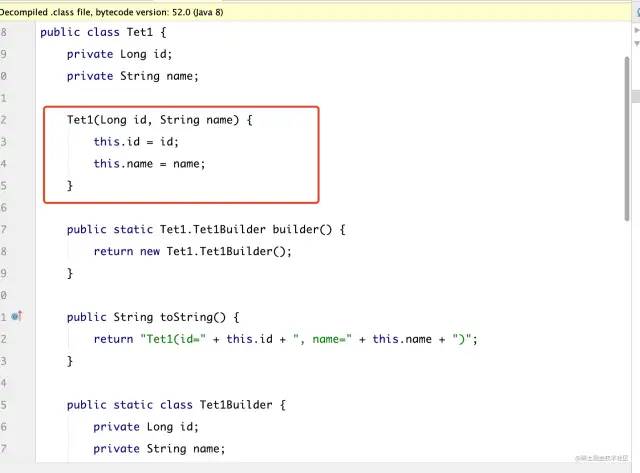 Decompiled .class file, bytecode version: 52.0 (Java 8)
8 public class Tet1 {
9 private Long id;
0 private String name;
1
2 Tet1(Long id, String name) {
3 this.id = id;
4 this.name = name;
5 }
6
7 public static Tet1.Tet1Builder builder() {
8 return new Tet1.Tet1Builder();
9 }
0
1 public String toString() {
2 return "Tet1(id=" + this.id + ", name=" + this.name + ")";
3 }
4
5 public static class Tet1Builder {
6 private Long id;
7 private String name;
@稀土掘金技术社区